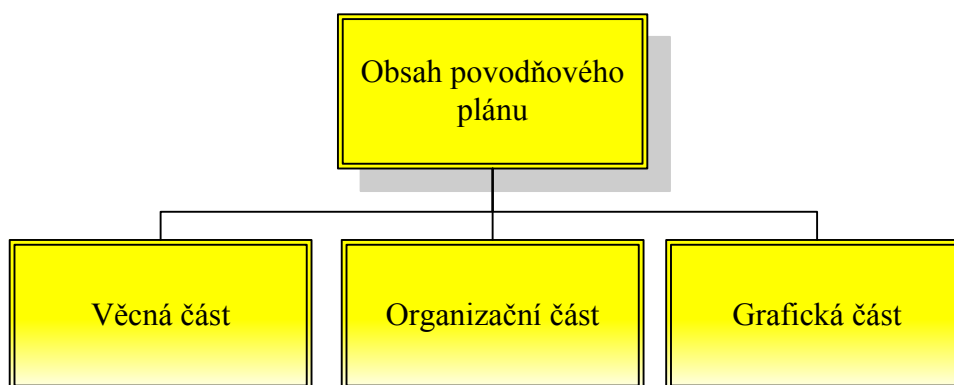 Obsah povodňového
plánu
Věcná část
Organizační část
Grafická část